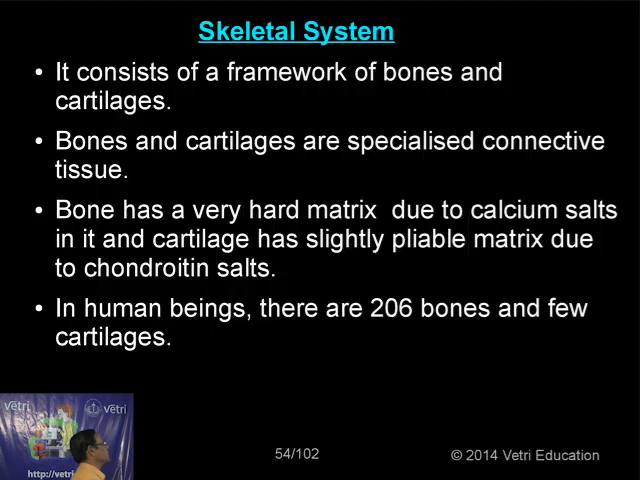 Skeletal System
• It consists of a framework of bones and
cartilages.
• Bones and cartilages are specialised connective
tissue.
• Bone has a very hard matrix  due to calcium salts
in it and cartilage has slightly pliable matrix due
to chondroitin salts.
• In human beings, there are 206 bones and few
cartilages.
Vetri
Vetri
http://vetri
54/102
© 2014 Vetri Education